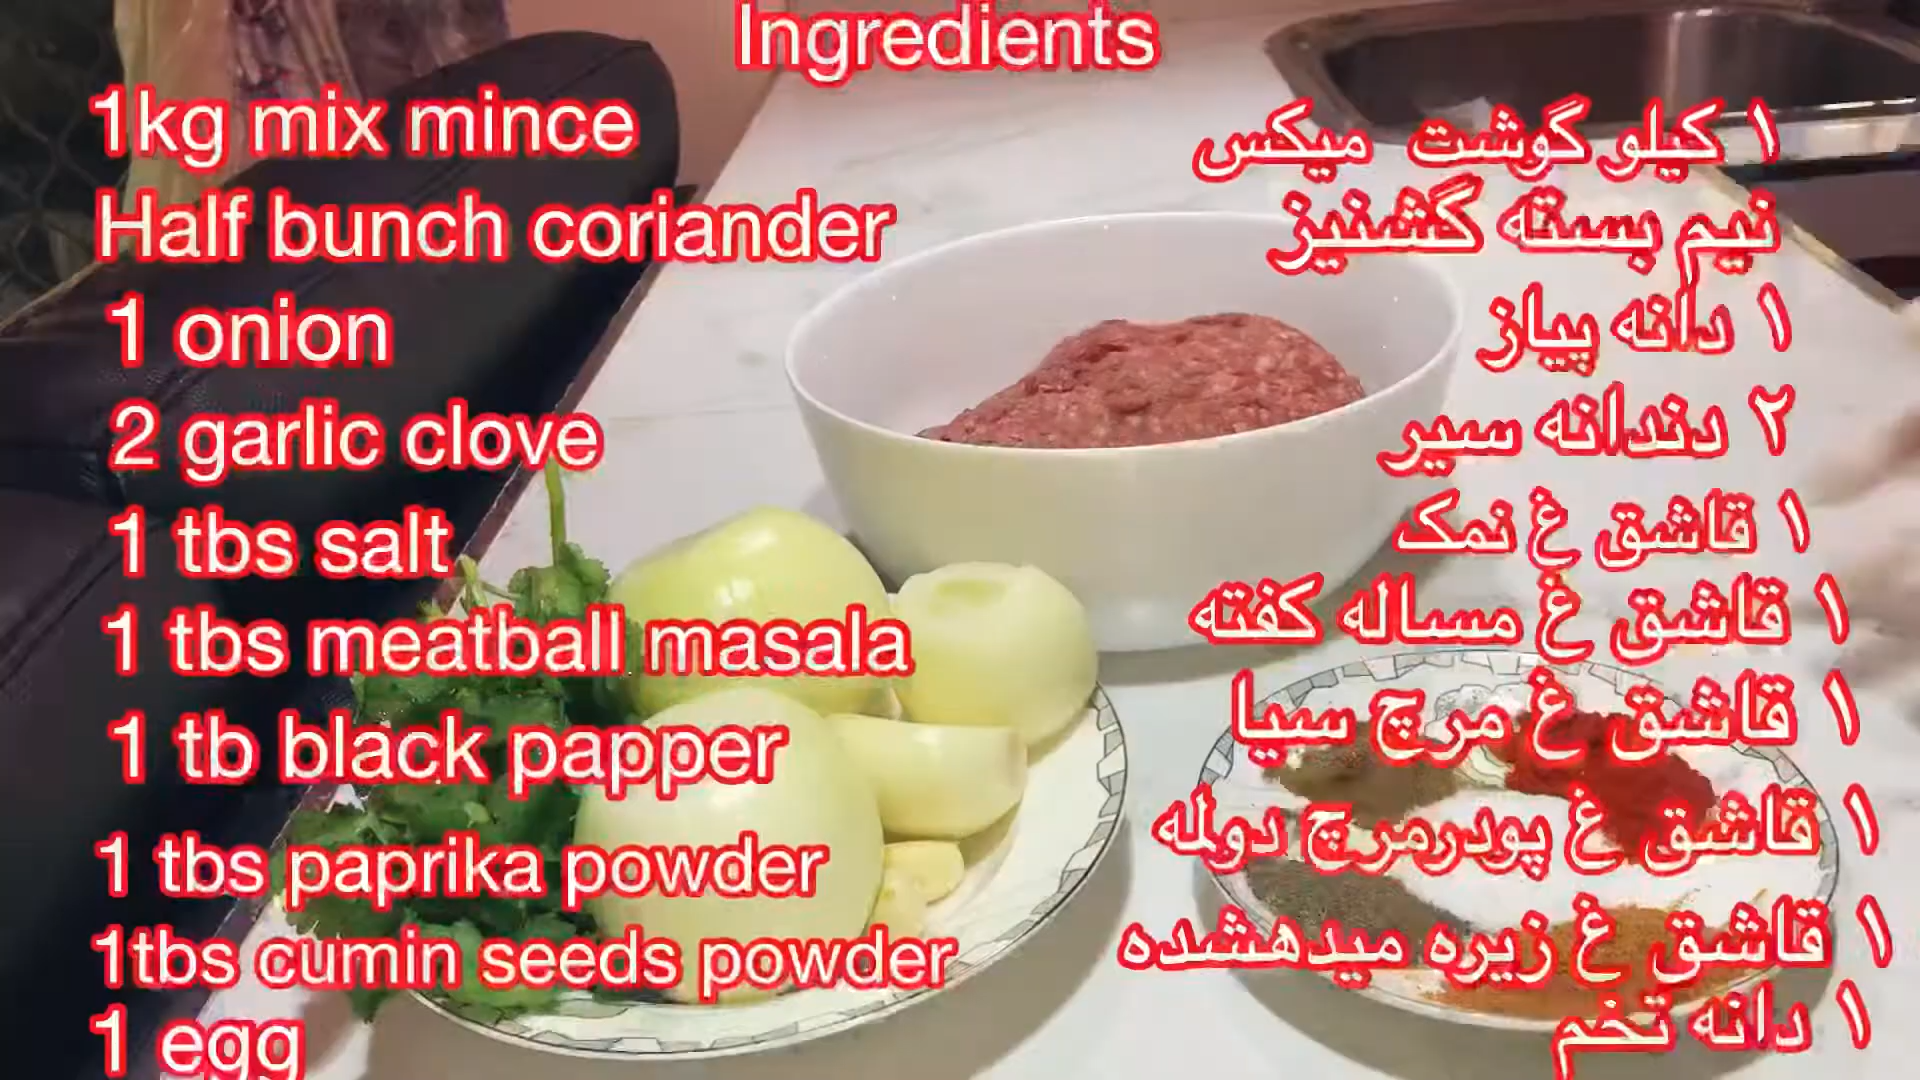 Ingredients
1kg mix mince
Half bunch coriander
1 onion
2 garlic clove
1 tbs salt
1 tbs meatball masala
1 tb black papper
1 tbs paprika powder
1tbs cumin seeds powder
1 egg
۱ کیلو گوشت میکس
نیم بسته گشنیز
۱ دانه پیاز
۲ دندانه سیر
۱ قاشق غ نمک
۱ قاشق غ مساله کفته
۱ قاشق غ مرچ سیا
۱ قاشق غ پودرمرچ دولمه
۱ قاشق غ زیره میدهشده
۱ دانه تخم